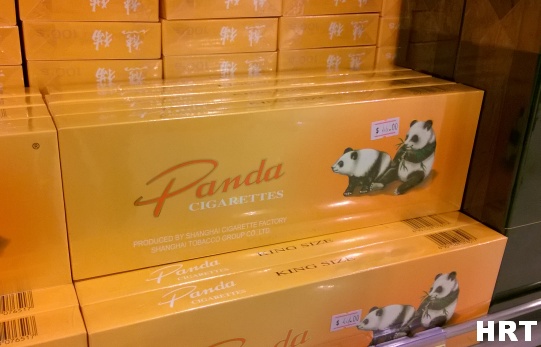 ®
Panda
CIGARETTES
PRODUCED BY SHANGHAI CIGARETTE FACTORY
SHANGHAI TOBACCO GROUP CO.,LTD.
Panda
CIGARETTES
KING SIZE
Panda
CIGARETTES
KING SIZE
Panda
HRT